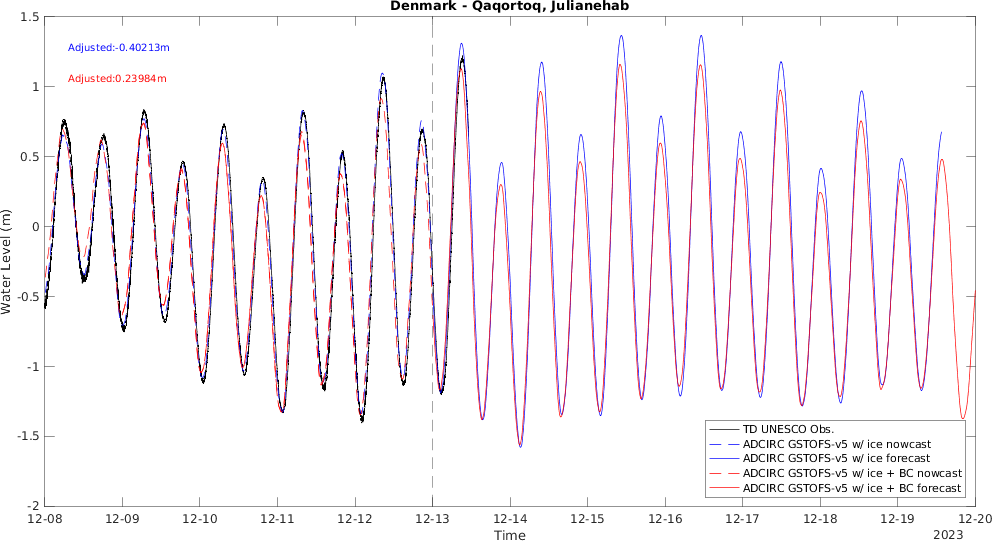 Denmark - Qaqortoq, Julianehab
Adjusted:-0.40213m
Adjusted:0.23984m
Water Level (m)
1.5
1
0.5
0
-0.5
-1
-1.5
-2
12-08 12-09 12-10 12-11 12-12 12-13 12-14 12-15 12-16 12-17 12-18 12-19 12-20
Time
2023
TD UNESCO Obs.
ADCIRC GSTOFS-v5 w/ ice nowcast
ADCIRC GSTOFS-v5 w/ ice forecast
ADCIRC GSTOFS-v5 w/ ice + BC nowcast
ADCIRC GSTOFS-v5 w/ ice + BC forecast